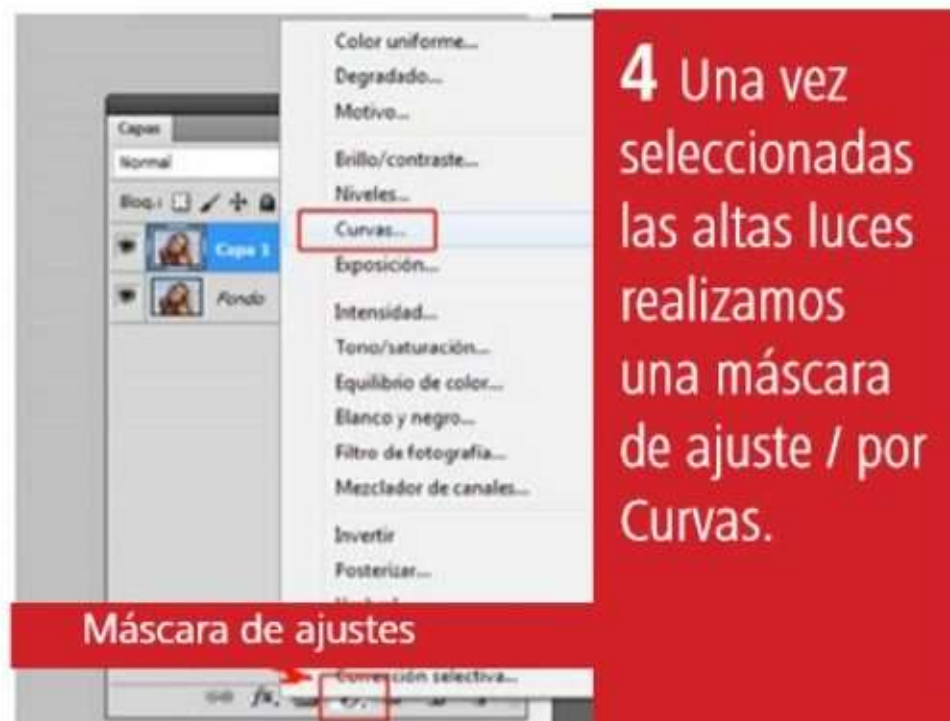 Color uniforme...
Degradado...
Motivo...
Capas
Normal
Brillo/contraste...
Niveles...
Bloq.:
Curvas...
Capa 1
Exposición...
Fondo
Intensidad...
Tono/saturación...
Equilibrio de color...
Blanco y negro...
Filtro de fotografía...
Mezclador de canales...
Invertir
Posterizar...
Máscara de ajustes
Corrección selectiva...
fx.
4 Una vez
seleccionadas
las altas luces
realizamos
una máscara
de ajuste / por
Curvas.